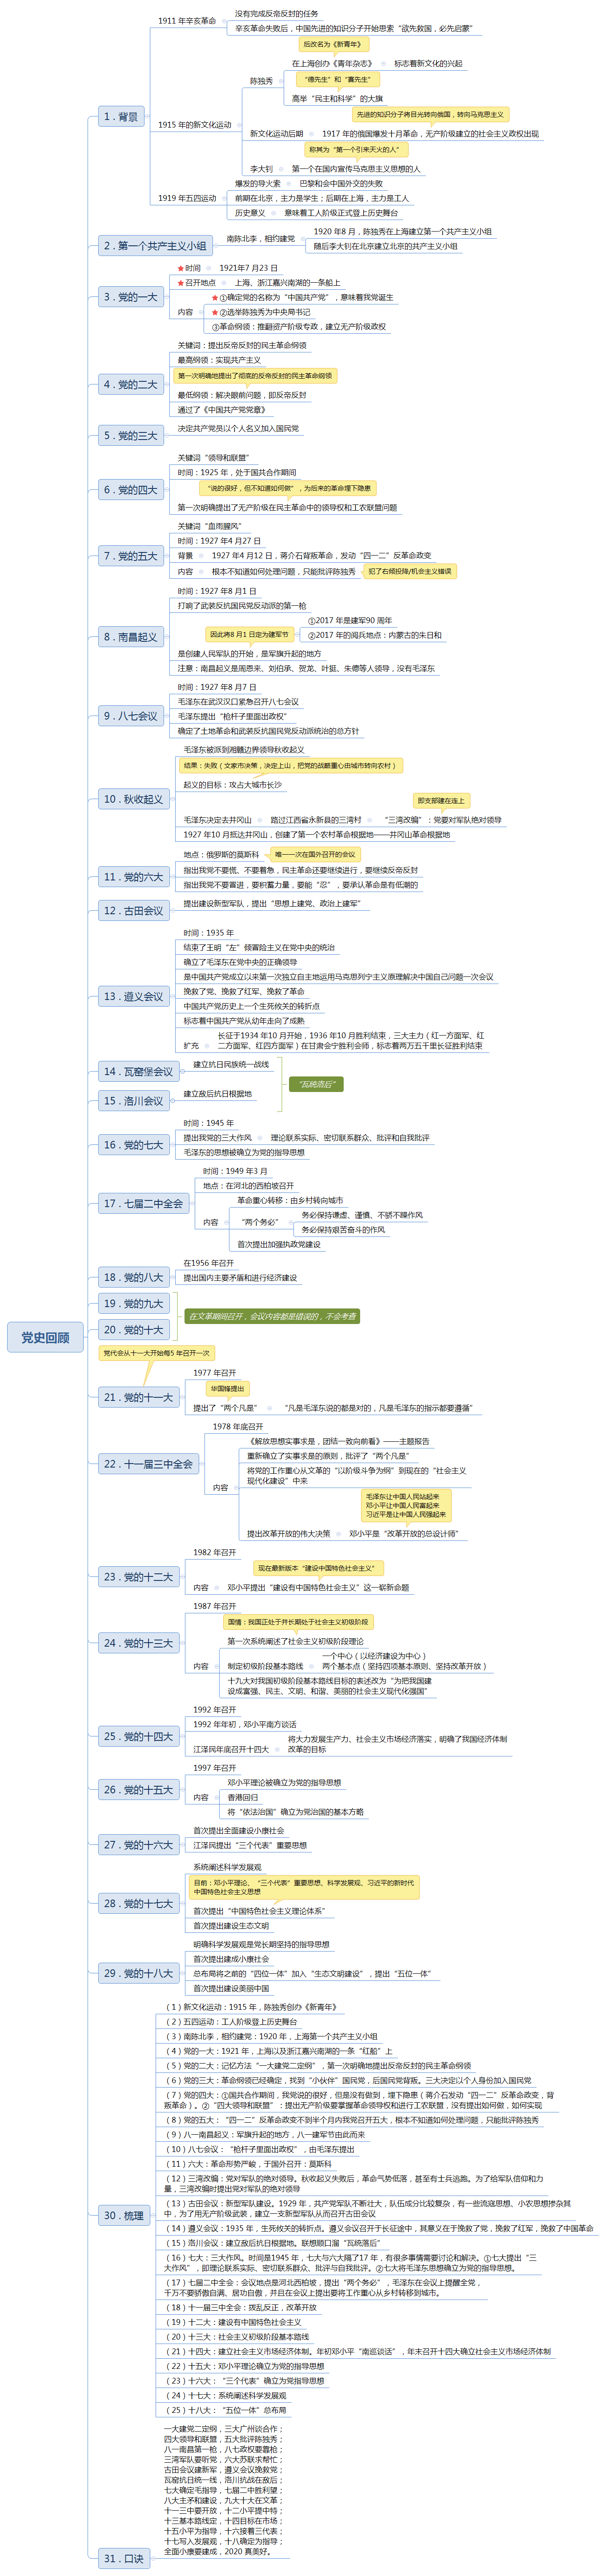 党史回顾
1 . 背景
1911 年辛亥革命
没有完成反帝反封的任务
辛亥革命失败后，中国先进的知识分子开始思索“欲先救国，必先启蒙”
1915 年的新文化运动
陈独秀
后改名为《新青年》
在上海创办《青年杂志》
标志着新文化的兴起
“德先生”和“赛先生”
高举“民主和科学”的大旗
先进的知识分子将目光转向俄国，转向马克思主义
新文化运动后期
1917 年的俄国爆发十月革命，无产阶级建立的社会主义政权出现
称其为“第一个引来天火的人”
李大钊
第一个在国内宣传马克思主义思想的人
1919 年五四运动
爆发的导火索
巴黎和会中国外交的失败
前期在北京，主力是学生；后期在上海，主力是工人
历史意义
意味着工人阶级正式登上历史舞台
2 . 第一个共产主义小组
南陈北李，相约建党
1920 年8月，陈独秀在上海建立第一个共产主义小组
随后李大钊在北京建立北京的共产主义小组
3 . 党的一大
时间
1921年7 月23 日
召开地点
上海、浙江嘉兴南湖的一条船上
内容
①确定党的名称为“中国共产党”，意味着我党诞生
②选举陈独秀为中央局书记
③革命纲领：推翻资产阶级专政，建立无产阶级政权
4 . 党的二大
关键词：提出反帝反封的民主革命纲领
最高纲领：实现共产主义
第一次明确地提出了彻底的反帝反封的民主革命纲领
最低纲领：解决眼前问题，即反帝反封
通过了《中国共产党党章》
5 . 党的三大
决定共产党员以个人名义加入国民党
6 . 党的四大
关键词“领导和联盟”
时间：1925 年，处于国共合作期间
“说的很好，但不知道如何做”，为后来的革命埋下隐患
第一次明确提出了无产阶级在民主革命中的领导权和工农联盟问题
7 . 党的五大
关键词“血雨腥风”
时间：1927 年4 月27 日
背景
1927 年4 月12 日，蒋介石背叛革命，发动“四一二”反革命政变
内容
根本不知道如何处理问题，只能批评陈独秀
犯了右倾投降/机会主义错误
8 . 南昌起义
时间：1927 年8月 1 日
打响了武装反抗国民党反动派的第一枪
因此将8 月1 日定为建军节
①2017 年是建军90 周年
②2017 年的阅兵地点：内蒙古的朱日和
是创建人民军队的开始，是军旗升起的地方
注意：南昌起义是周恩来、刘伯承、贺龙、叶挺、朱德等人领导，没有毛泽东
9 . 八七会议
时间：1927 年8月7 日
毛泽东在武汉汉口紧急召开八七会议
毛泽东提出“枪杆子里面出政权”
确定了土地革命和武装反抗国民党反动派统治的总方针
10 . 秋收起义
毛泽东被派到湘赣边界领导秋收起义
结果：失败（文家市决策，决定上山，把党的战略重心由城市转向农村）
起义的目标：攻占大城市长沙
毛泽东决定去井冈山
路过江西省永新县的三湾村
即支部建在连上
“三湾改编”：党要对军队绝对领导
1927 年10 月抵达井冈山，创建了第一个农村革命根据地——井冈山革命根据地
11 . 党的六大
地点：俄罗斯的莫斯科
唯一一次在国外召开的会议
指出我党不要慌、不要着急，民主革命还要继续进行，要继续反帝反封
指出我党不要冒进，要积蓄力量，要能“忍”，要承认革命是有低潮的
12 . 古田会议
提出建设新型军队，提出“思想上建党、政治上建军”
13 . 遵义会议
时间：1935 年
结束了王明“左”倾冒险主义在党中央的统治
确立了毛泽东在党中央的正确领导
是中国共产党成立以来第一次独立自主地运用马克思列宁主义原理解决中国自己问题一次会议
挽救了党、挽救了红军、挽救了革命
中国共产党历史上一个生死攸关的转折点
标志着中国共产党从幼年走向了成熟
扩充
长征于1934 年10 月开始，1936 年10 月胜利结束，三大主力（红一方面军、红
二方面军、红四方面军）在甘肃会宁胜利会师，标志着两万五千里长征胜利结束
14 . 瓦窑堡会议
建立抗日民族统一战线
15 . 洛川会议
建立敌后抗日根据地
“瓦统洛后”
16 . 党的七大
时间：1945 年
提出我党的三大作风
理论联系实际、密切联系群众、批评和自我批评
毛泽东的思想被确立为党的指导思想
17 . 七届二中全会
时间：1949 年3 月
地点：在河北的西柏坡召开
内容
革命重心转移：由乡村转向城市
“两个务必”
务必保持谦虚、谨慎、不骄不躁作风
务必保持艰苦奋斗的作风
首次提出加强执政党建设
18 . 党的八大
在1956 年召开
提出国内主要矛盾和进行经济建设
19 . 党的九大
20 . 党的十大
在文革期间召开，会议内容都是错误的，不会考查
党代会从十一大开始每5 年召开一次
21 . 党的十一大
1977 年召开
华国锋提出
提出了“两个凡是”
“凡是毛泽东说的都是对的，凡是毛泽东的指示都要遵循”
22 . 十一届三中全会
1978 年底召开
内容
《解放思想实事求是，团结一致向前看》——主题报告
重新确立了实事求是的原则，批评了“两个凡是”
将党的工作重心从文革的“以阶级斗争为纲”到现在的“社会主义
现代化建设”中来
毛泽东让中国人民站起来
邓小平让中国人民富起来
习近平是让中国人民强起来
提出改革开放的伟大决策
邓小平是“改革开放的总设计师”
23 . 党的十二大
1982 年召开
现在最新版本“建设中国特色社会主义”
内容
邓小平提出“建设有中国特色社会主义”这一崭新命题
24 . 党的十三大
1987 年召开
国情：我国正处于并长期处于社会主义初级阶段
内容
第一次系统阐述了社会主义初级阶段理论
制定初级阶段基本路线
一个中心（以经济建设为中心）
两个基本点（坚持四项基本原则、坚持改革开放）
十九大对我国初级阶段基本路线目标的表述改为“为把我国建
设成富强、民主、文明、和谐、美丽的社会主义现代化强国”
25 . 党的十四大
1992 年召开
1992 年年初，邓小平南方谈话
江泽民年底召开十四大
将大力发展生产力、社会主义市场经济落实，明确了我国经济体制
改革的目标
26 . 党的十五大
1997 年召开
内容
邓小平理论被确立为党的指导思想
香港回归
将“依法治国”确立为党治国的基本方略
27 . 党的十六大
首次提出全面建设小康社会
江泽民提出“三个代表”重要思想
28 . 党的十七大
系统阐述科学发展观
目前：邓小平理论、“三个代表”重要思想、科学发展观、习近平的新时代
中国特色社会主义思想
首次提出“中国特色社会主义理论体系”
首次提出建设生态文明
29 . 党的十八大
明确科学发展观是党长期坚持的指导思想
首次提出建成小康社会
总布局将之前的“四位一体”加入“生态文明建设”，提出“五位一体”
首次提出建设美丽中国
30 . 梳理
（1）新文化运动：1915 年，陈独秀创办《新青年》
（2）五四运动：工人阶级登上历史舞台
（3）南陈北李，相约建党：1920 年，上海第一个共产主义小组
（4）党的一大：1921 年，上海以及浙江嘉兴南湖的一条“红船”上
（5）党的二大：记忆方法“一大建党二定纲”，第一次明确地提出反帝反封的民主革命纲领
（6）党的三大：革命纲领已经确定，找到“小伙伴”国民党，后国民党背叛。三大决定以个人身份加入国民党
（7）党的四大：①国共合作期间，我党说的很好，但是没有做到，埋下隐患（蒋介石发动“四一二”反革命政变，背
叛革命）。②“四大领导和联盟”：提出无产阶级要掌握革命领导权和进行工农联盟，没有提出如何做，如何实现
（8）党的五大：“四一二”反革命政变不到半个月内我党召开五大，根本不知道如何处理问题，只能批评陈独秀
（9）八一南昌起义：军旗升起的地方，八一建军节由此而来
（10）八七会议：“枪杆子里面出政权”，由毛泽东提出
（11）六大：革命形势严峻，于国外召开：莫斯科
（12）三湾改编：党对军队的绝对领导。秋收起义失败后，革命气势低落，甚至有士兵逃跑。为了给军队信仰和力
量，三湾改编时提出党对军队的绝对领导
（13）古田会议：新型军队建设。1929 年，共产党军队不断壮大，队伍成分比较复杂，有一些流寇思想、小农思想掺杂其
中，为了用无产阶级武装，建立一支新型军队从而召开古田会议
（14）遵义会议：1935 年，生死攸关的转折点。遵义会议召开于长征途中，其意义在于挽救了党，挽救了红军，挽救了中国革命
（15）洛川会议：建立敌后抗日根据地。联想顺口溜“瓦统落后”
（16）七大：三大作风。时间是1945 年，七大与六大隔了17 年，有很多事情需要讨论和解决。①七大提出“三
大作风”，即理论联系实际、密切联系群众、批评与自我批评。②七大将毛泽东思想确立为党的指导思想。
（17）七届二中全会：会议地点是河北西柏坡，提出“两个务必”，毛泽东在会议上提醒全党，
千万不要骄傲自满、居功自傲，并且在会议上提出要将工作重心从乡村转移到城市。
（18）十一届三中全会：拨乱反正，改革开放
（19）十二大：建设有中国特色社会主义
（20）十三大：社会主义初级阶段基本路线
（21）十四大：建立社会主义市场经济体制。年初邓小平“南巡谈话”，年末召开十四大确立社会主义市场经济体制
（22）十五大：邓小平理论确立为党的指导思想
（23）十六大：“三个代表”确立为党指导思想
（24）十七大：系统阐述科学发展观
（25）十八大：“五位一体”总布局
31 . 口诀
一大建党二定纲，三大广州谈合作；
四大领导和联盟，五大批评陈独秀；
八一南昌第一枪，八七政权要靠枪；
三湾军队要听党，六大苏联求帮忙；
古田会议建新军，遵义会议挽救党；
瓦窑抗日统一线，洛川抗战在敌后；
七大确定毛指导，七届二中胜利望；
八大主矛和建设，九大十大在文革；
十一三中要开放，十二小平提中特；
十三基本路线定，十四目标在市场；
十五小平为指导，十六接着三代表；
十七写入发展观，十八确定为指导；
全面小康要建成，2020 真美好。